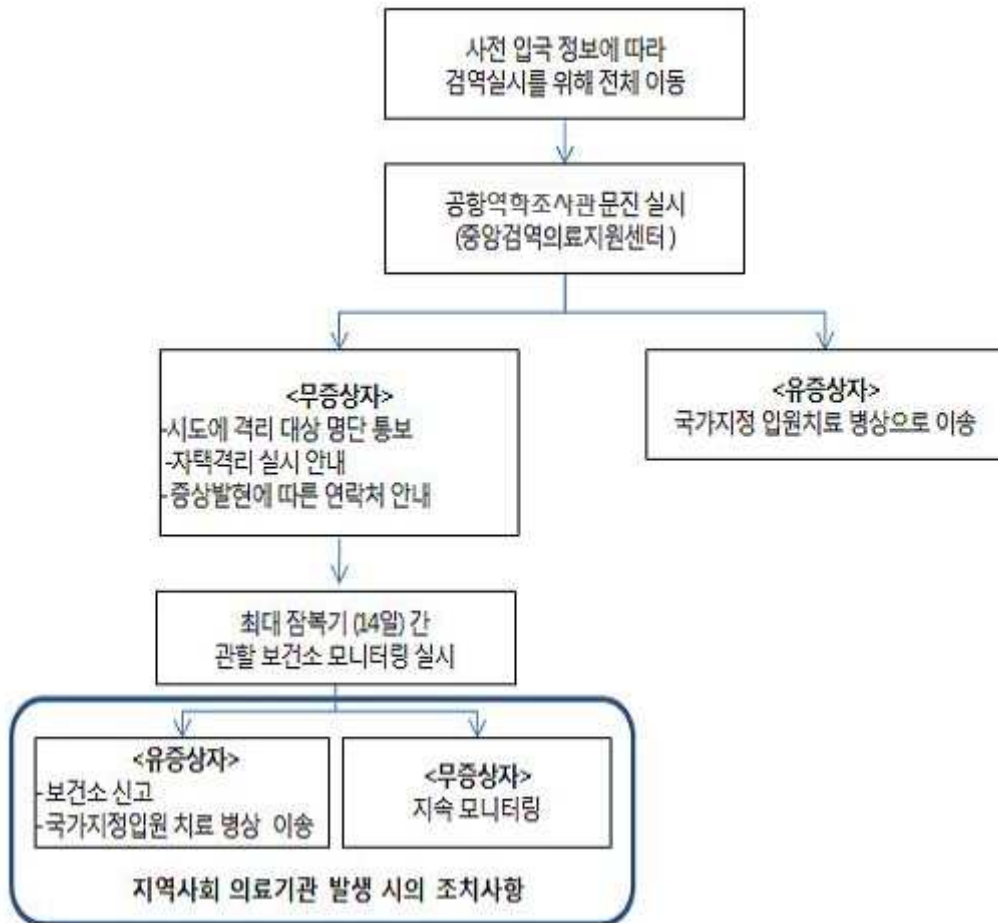 사전 입국 정보에 따라
검역실시를 위해 전체 이동
공항역학조사관 문진 실시
(중앙검역의료지원센터 )
<무증상자>
-시도에 격리 대상 명단 통보
-자택격리 실시 안내
-증상발현에 따른 연락처 안내
<유증상자>
국가지정 입원치료 병상으로 이송
최대 잠복기 (14일) 간
관할 보건소 모니터링 실시
<유증상자>
-보건소 신고
-국가지정입원 치료 병상 이송
<무증상자>
지속 모니터링
지역사회 의료기관 발생 시의 조치사항